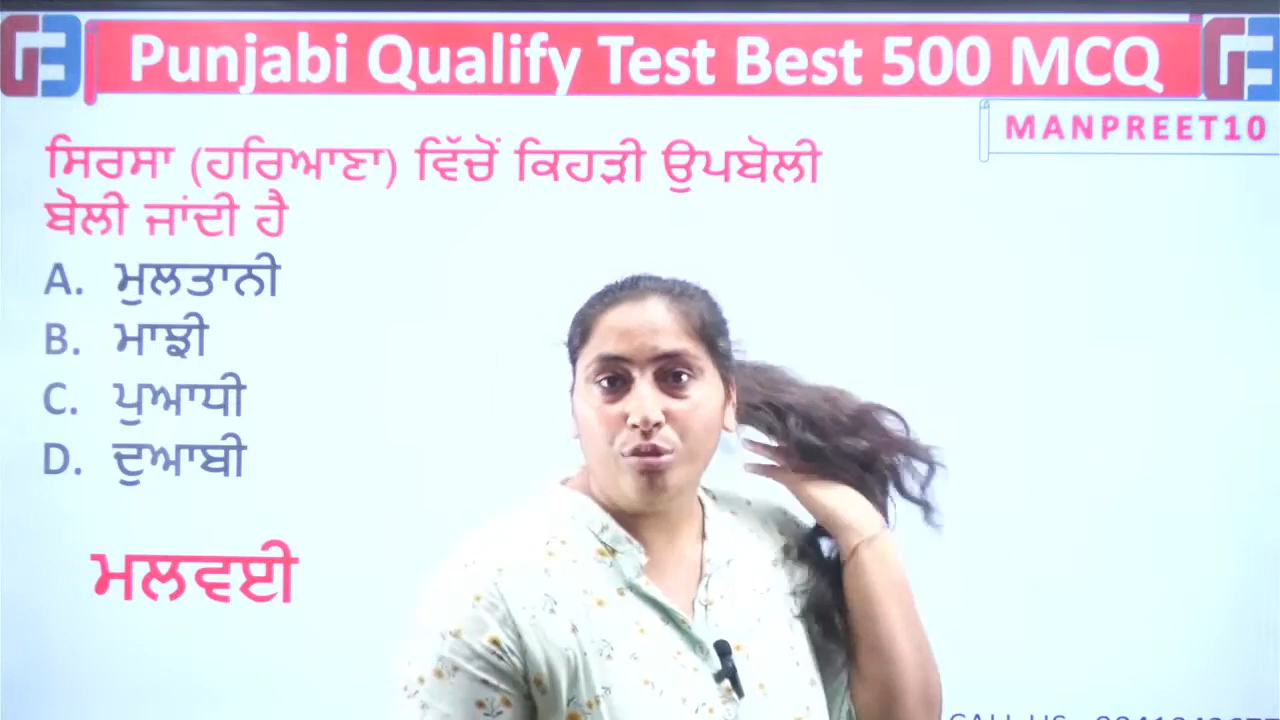 Punjabi Qualify Test Best 500 MCQ
MANPREET10
ਸਿਰਸਾ (ਹਰਿਆਣਾ) ਵਿੱਚੋਂ ਕਿਹੜੀ ਉਪਬੋਲੀ
ਬੋਲੀ ਜਾਂਦੀ ਹੈ
A. ਮੁਲਤਾਨੀ
B. ਮਾਝੀ
C. ਪੁਆਧੀ
D. ਦੁਆਬੀ
ਮਲਵਈ